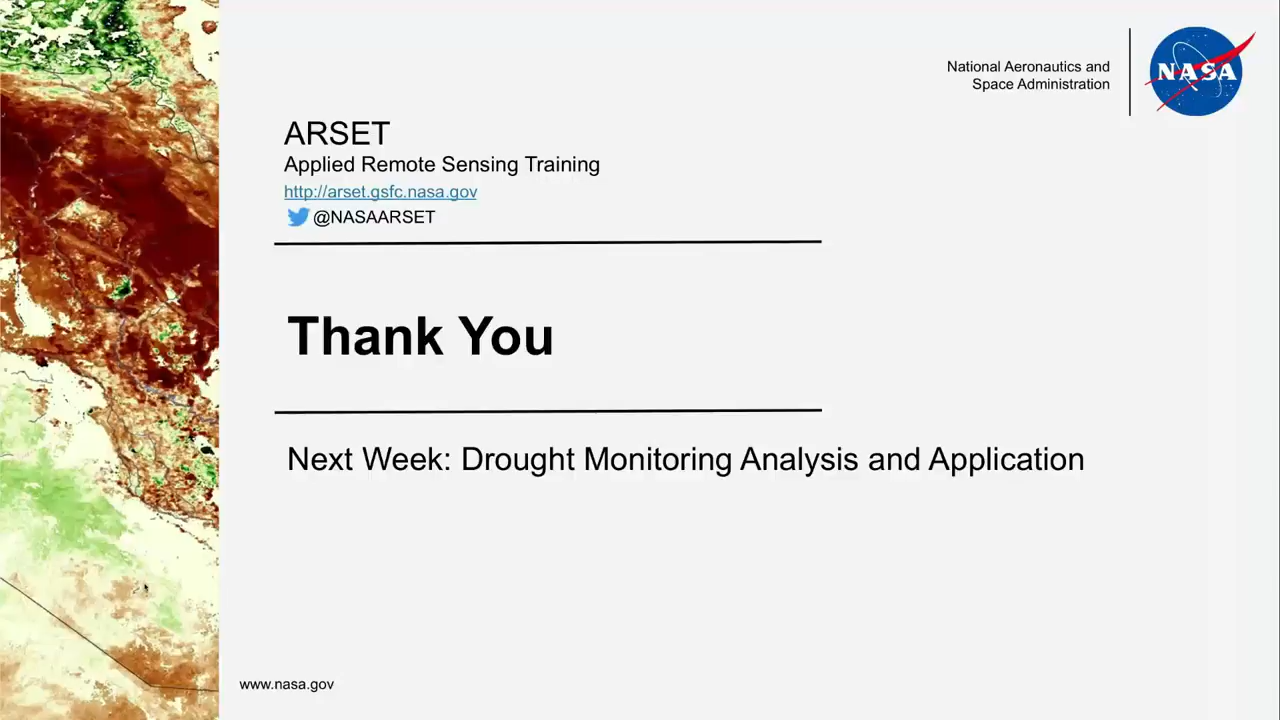 National Aeronautics and
Space Administration
NASA
ARSET
Applied Remote Sensing Training
http://arset.gsfc.nasa.gov
@NASAARSET
Thank You
Next Week: Drought Monitoring Analysis and Application
www.nasa.gov